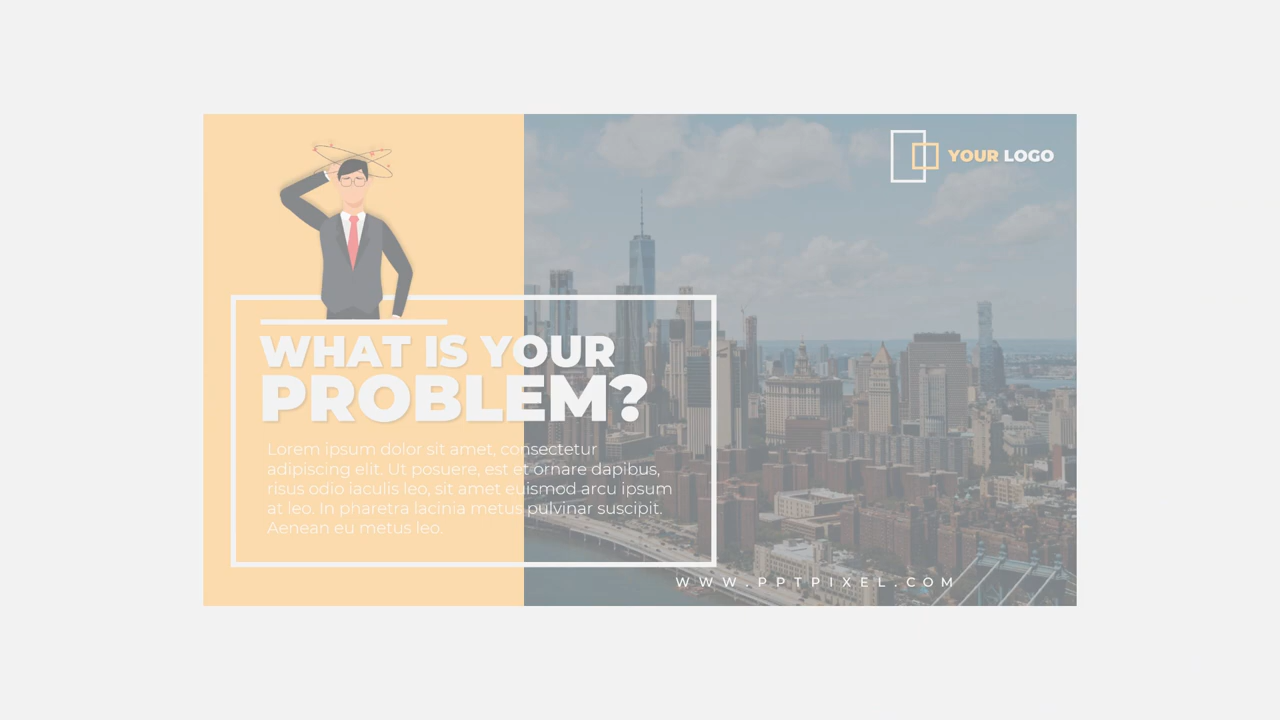 YOUR LOGO
WHAT IS YOUR
PROBLEM?
Lorem ipsum dolor sit amet, consectetur
adipiscing elit. Ut posuere, est et ornare dapibus,
risus odio iaculis leo, sit amet euismod arcu ipsum
at leo. In pharetra lacinia metus pulvinar suscipit.
Aenean eu metus leo.
WWW.PPTPIXEL.COM